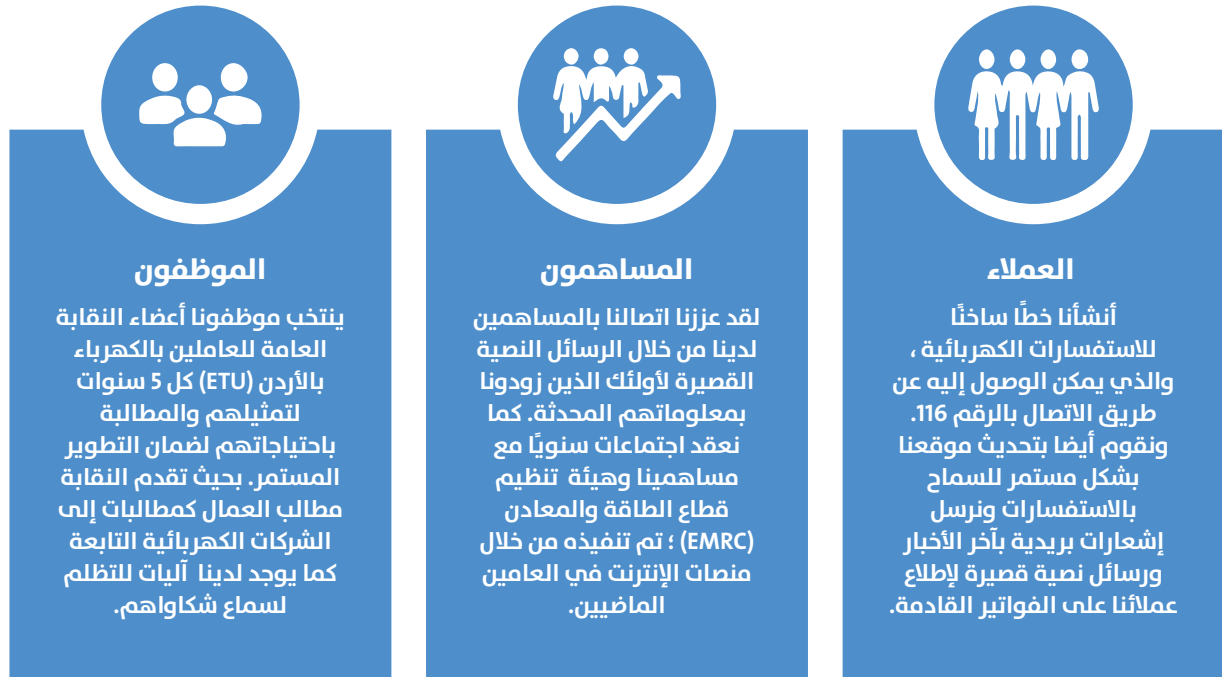 العملاء
أنشأنا خطًا ساخنًا
للاستفسارات الكهربائية ،
والذي يمكن الوصول إليه عن
طريق الاتصال بالرقم 116.
ونقوم أيضا بتحديث موقعنا
بشكل مستمر للسماح
بالاستفسارات ونرسل
إشعارات بريدية بآخر الأخبار
ورسائل نصية قصيرة لإطلاع
عملائنا على الفواتير القادمة.
المساهمون
لقد عززنا اتصالنا بالمساهمين
لدينا من خلال الرسائل النصية
القصيرة لأولئك الذين زودونا
بمعلوماتهم المحدثة. كما
نعقد اجتماعات سنويًا مع
مساهمينا وهيئة تنظيم
قطاع الطاقة والمعادن
(EMRC) ؛ تم تنفيذه من خلال
منصات الإنترنت في العامين
الماضيين.
الموظفون
ينتخب موظفونا أعضاء النقابة
العامة للعاملين بالكهرباء
بالأردن (ETU) كل 5 سنوات
لتمثيلهم والمطالبة
باحتياجاتهم لضمان التطوير
المستمر. بحيث تقدم النقابة
مطالب العمال كمطالبات إلى
الشركات الكهربائية التابعة
كما يوجد لدينا آليات للتظلم
لسماع شكاواهم.